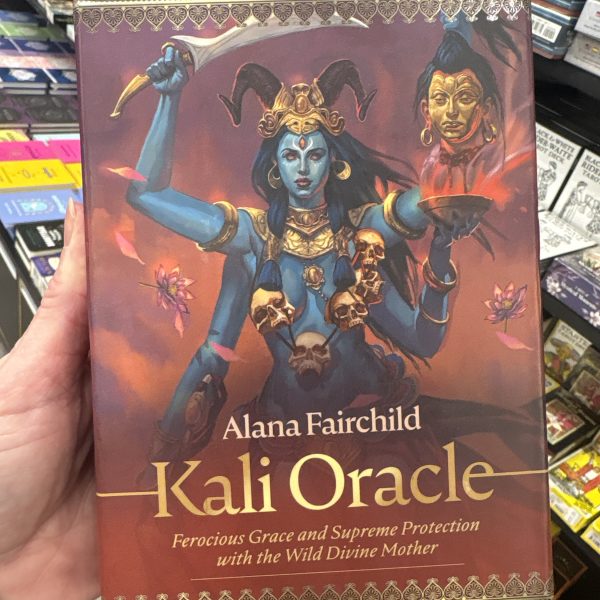 Alana Fairchild
Kali Oracle
Ferocious Grace and Supreme Protection
with the Wild Divine Mother